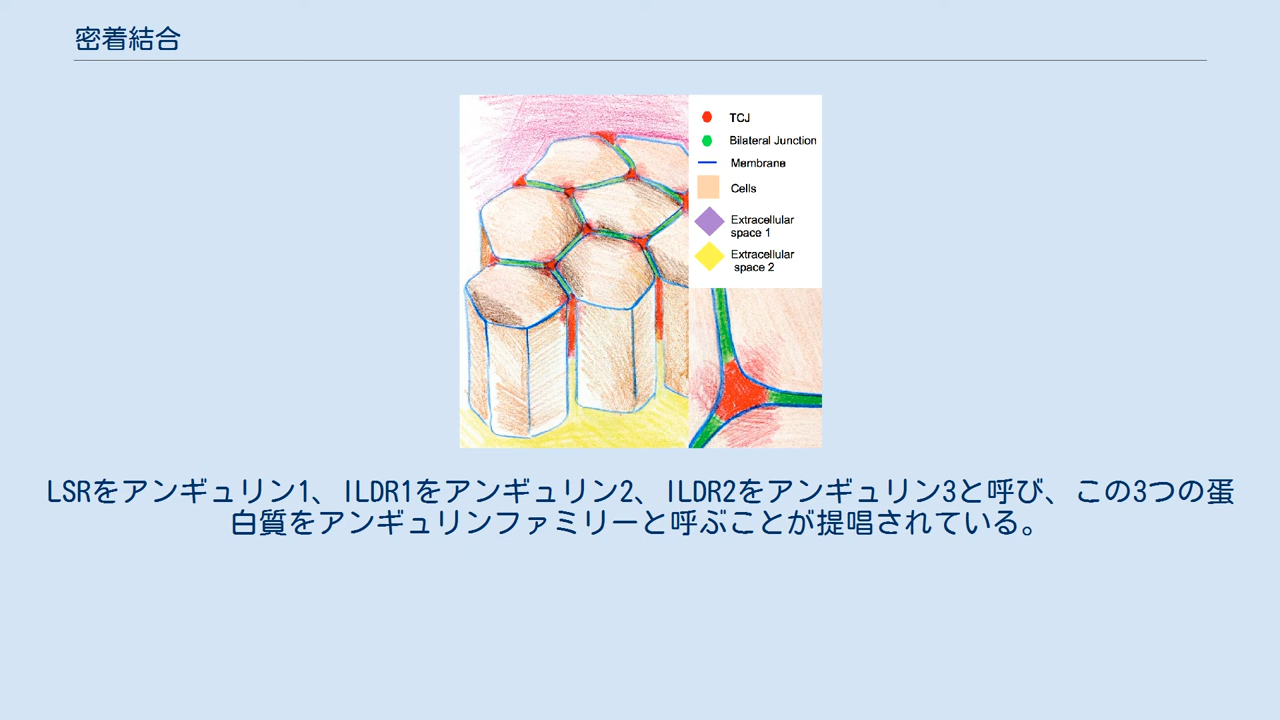 密着結合
TCJ
Bilateral Junction
Membrane
Cells
Extracellular
space 1
Extracellular
space 2
LSRをアンギュリン1、ILDR1をアンギュリン2、ILDR2をアンギュリン3と呼び、この3つの蛋
白質をアンギュリンファミリーと呼ぶことが提唱されている。